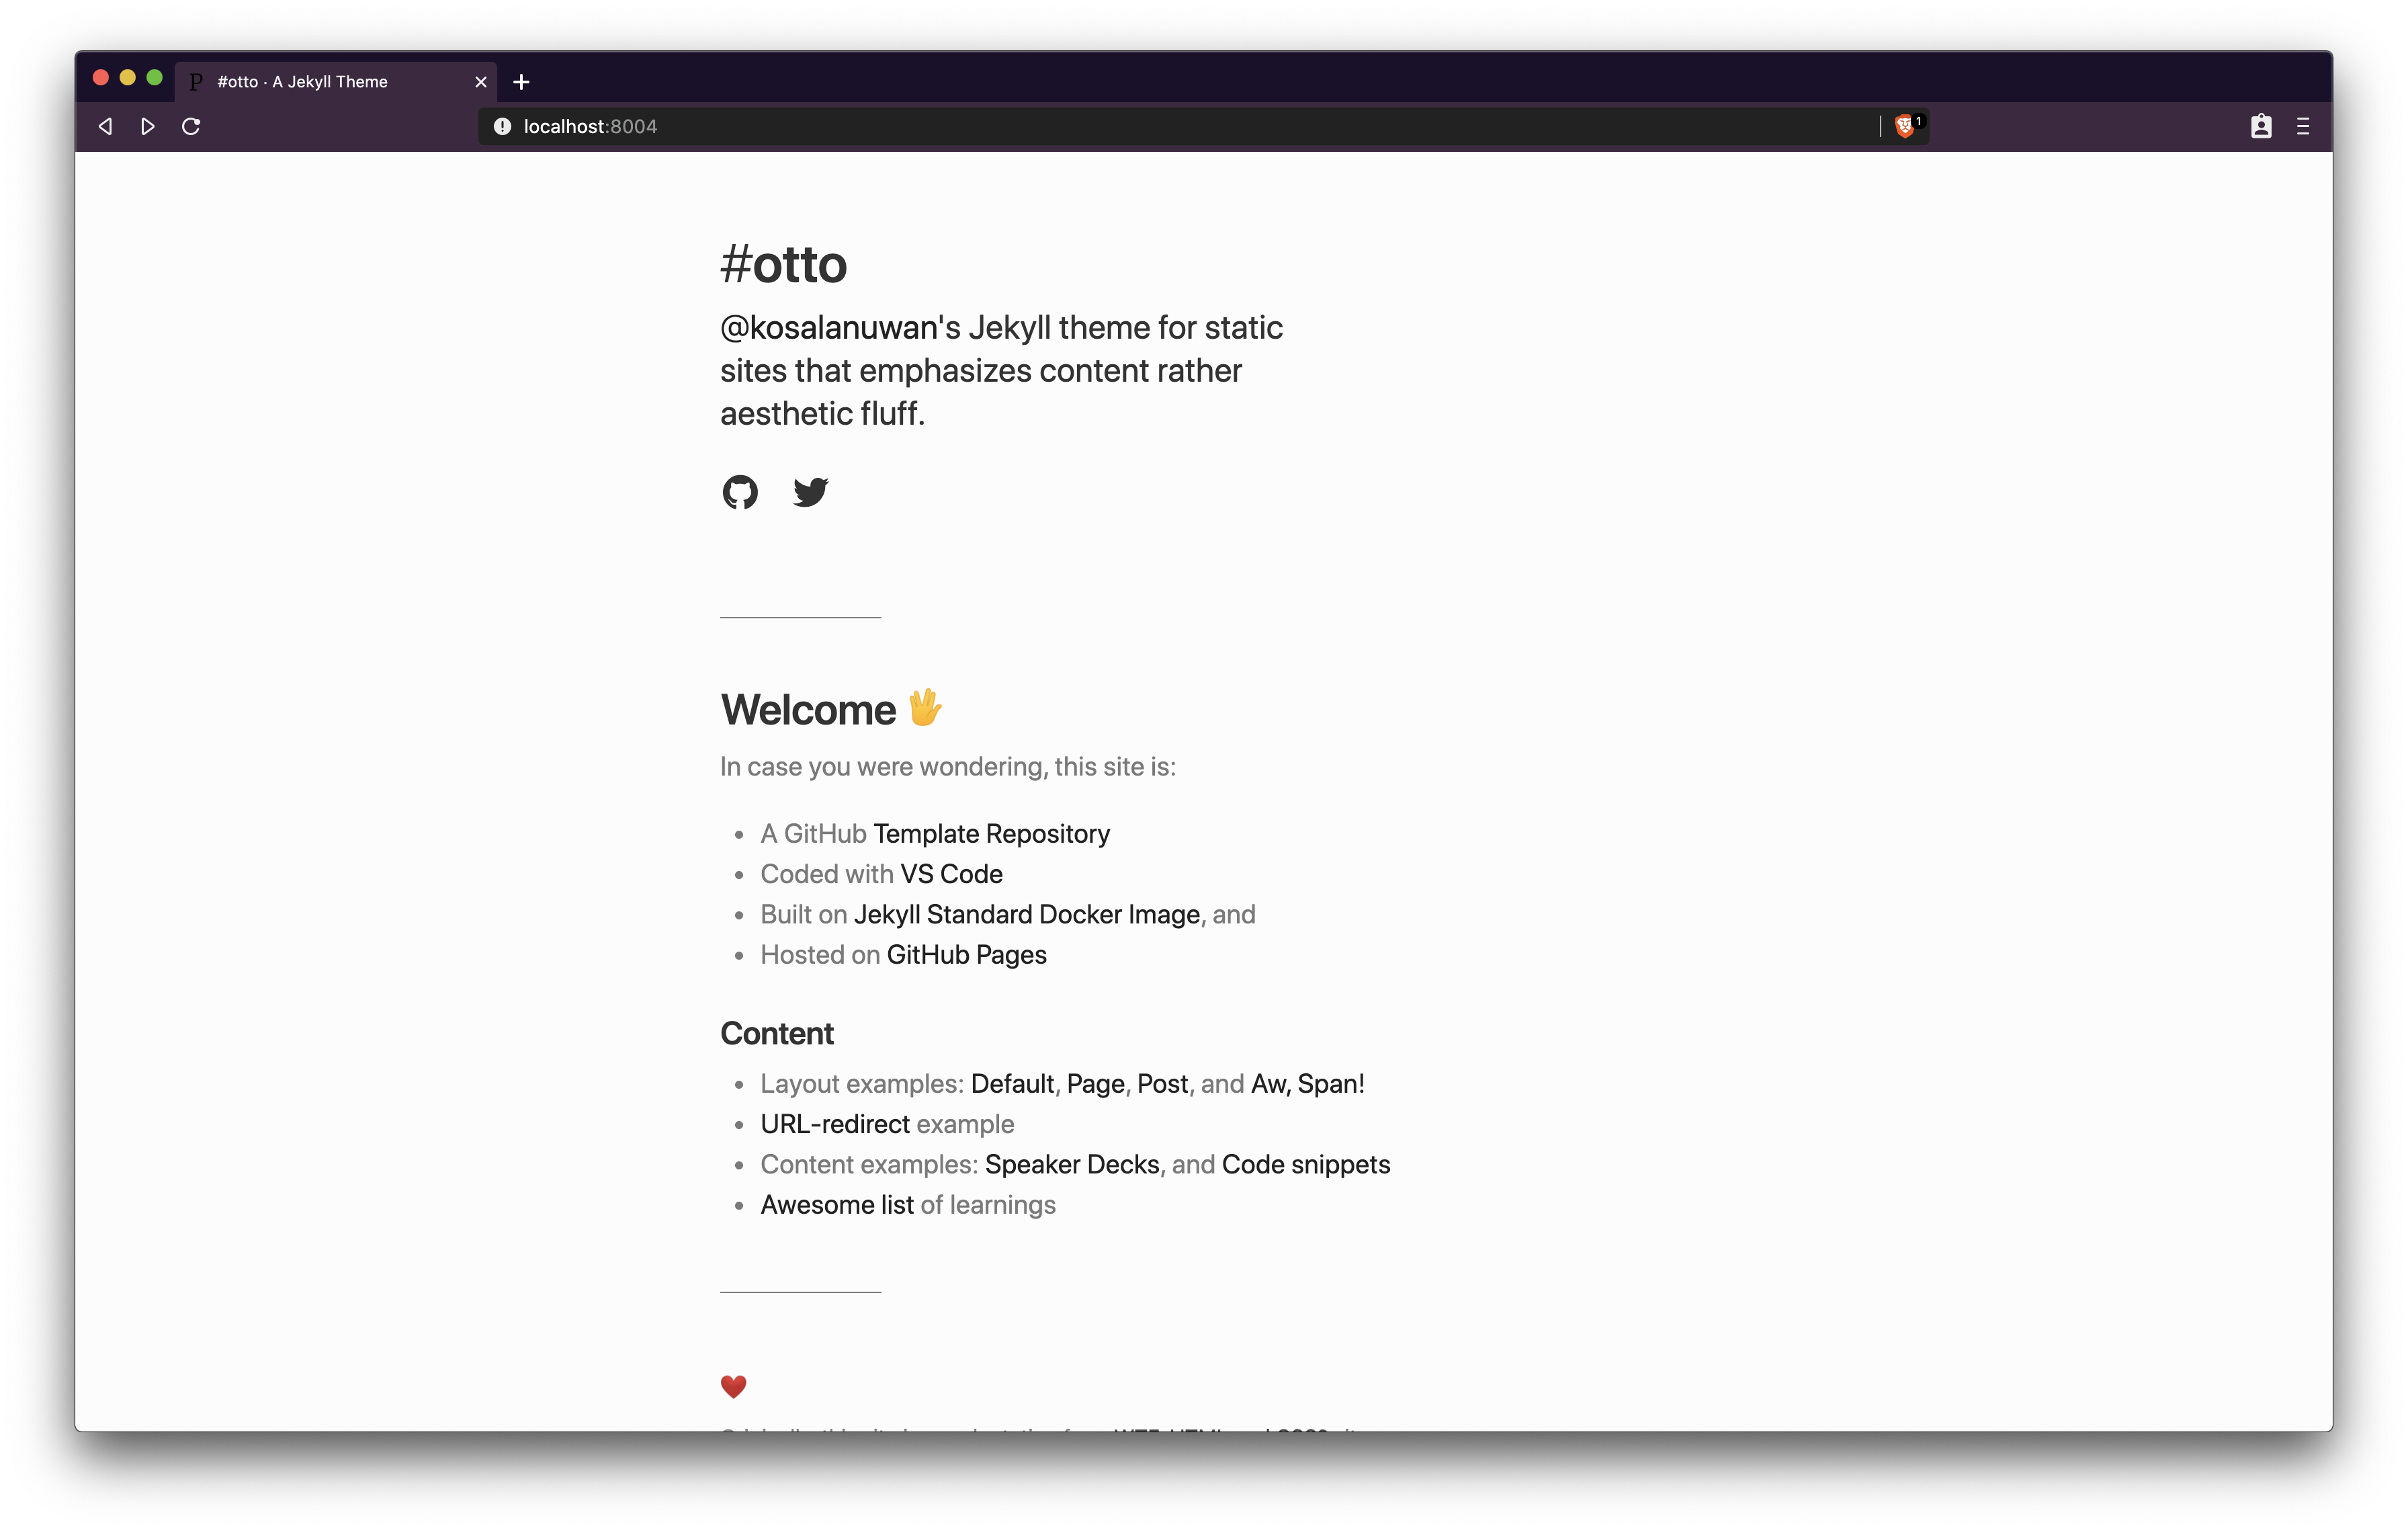 #otto · A Jekyll Theme
localhost:8004
1
#otto
@kosalanuwan's Jekyll theme for static
sites that emphasizes content rather
aesthetic fluff.
Welcome 🖖
In case you were wondering, this site is:
• A GitHub Template Repository
• Coded with VS Code
• Built on Jekyll Standard Docker Image, and
• Hosted on GitHub Pages
Content
• Layout examples: Default, Page, Post, and Aw, Span!
• URL-redirect example
• Content examples: Speaker Decks, and Code snippets
• Awesome list of learnings
❤️